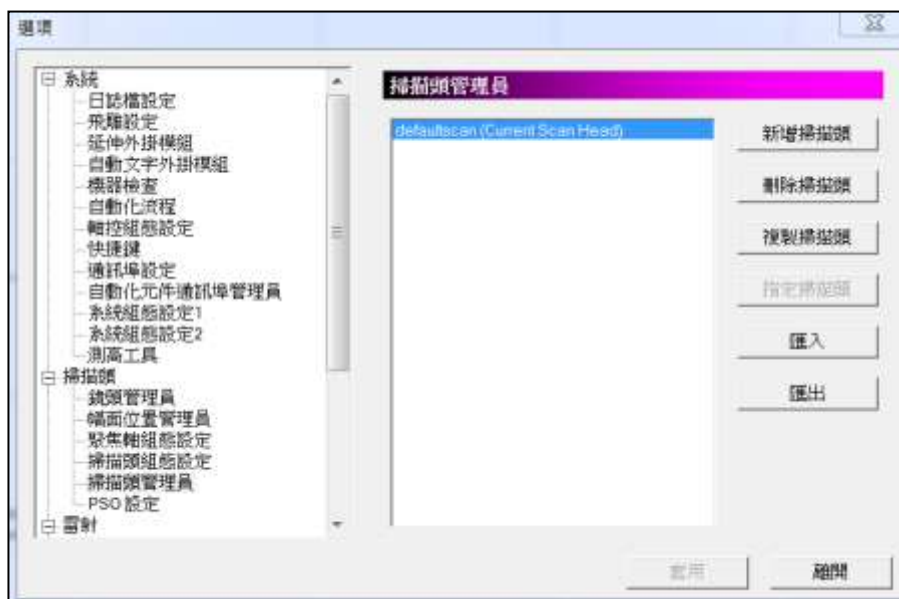 選項
系統
日誌檔設定
飛雕設定
延伸外掛模組
自動文字外掛模組
機器檢查
自動化流程
軸控組態設定
快捷鍵
通訊埠設定
自動化元件通訊埠管理員
系統組態設定1
系統組態設定2
測高工具
掃描頭
鏡頭管理員
幅面位置管理員
聚焦軸組態設定
掃描頭組態設定
掃描頭管理員
PSO 設定
雷射
掃描頭管理員
defaultscan (Current Scan Head)
新增掃描頭
刪除掃描頭
複製掃描頭
指定掃描頭
匯入
匯出
套用
離開